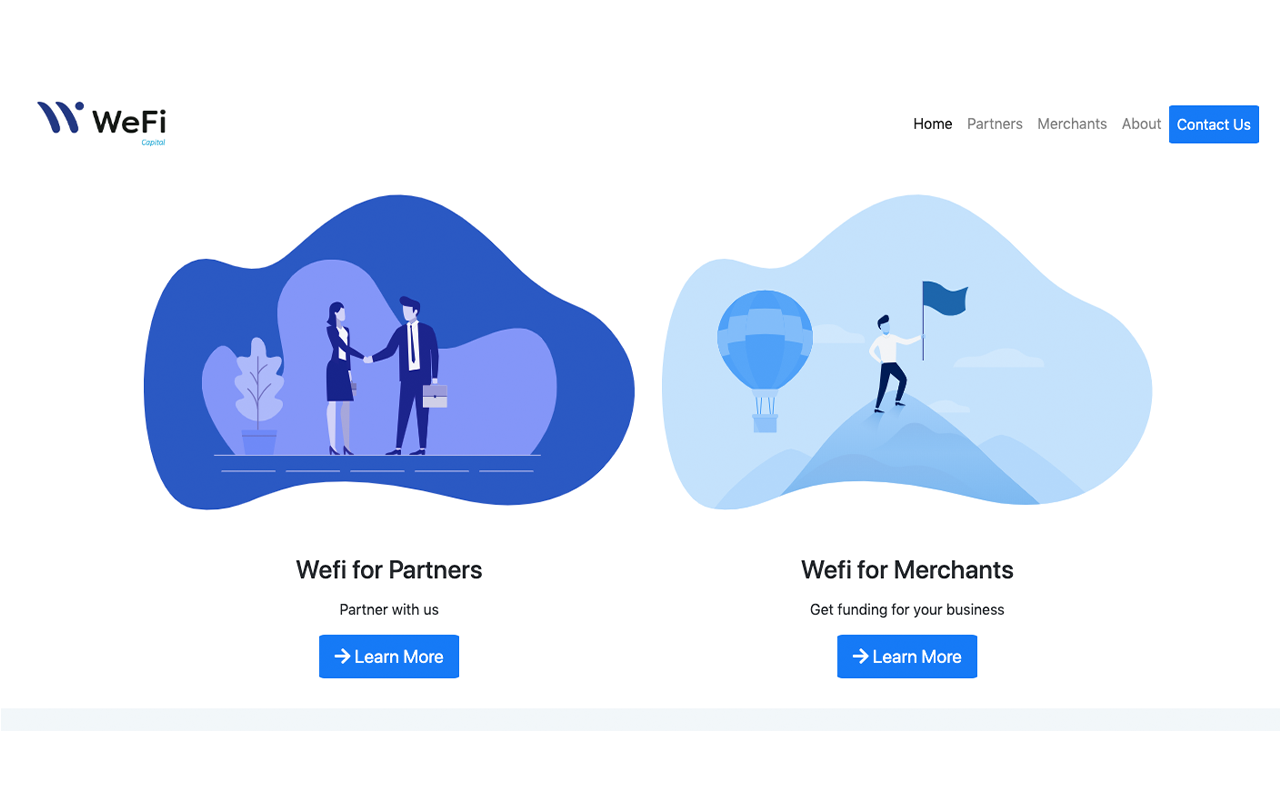 WeFi
Capital
Home Partners Merchants About Contact Us
Wefi for Partners
Partner with us
Learn More
Wefi for Merchants
Get funding for your business
Learn More